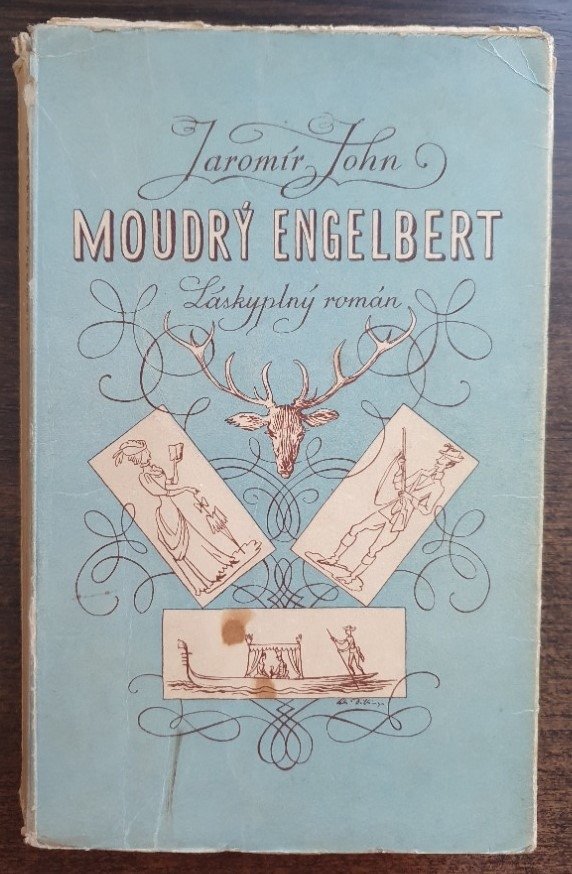 Jaromír John
MOUDRÝ ENGELBERT
Láskyplný román